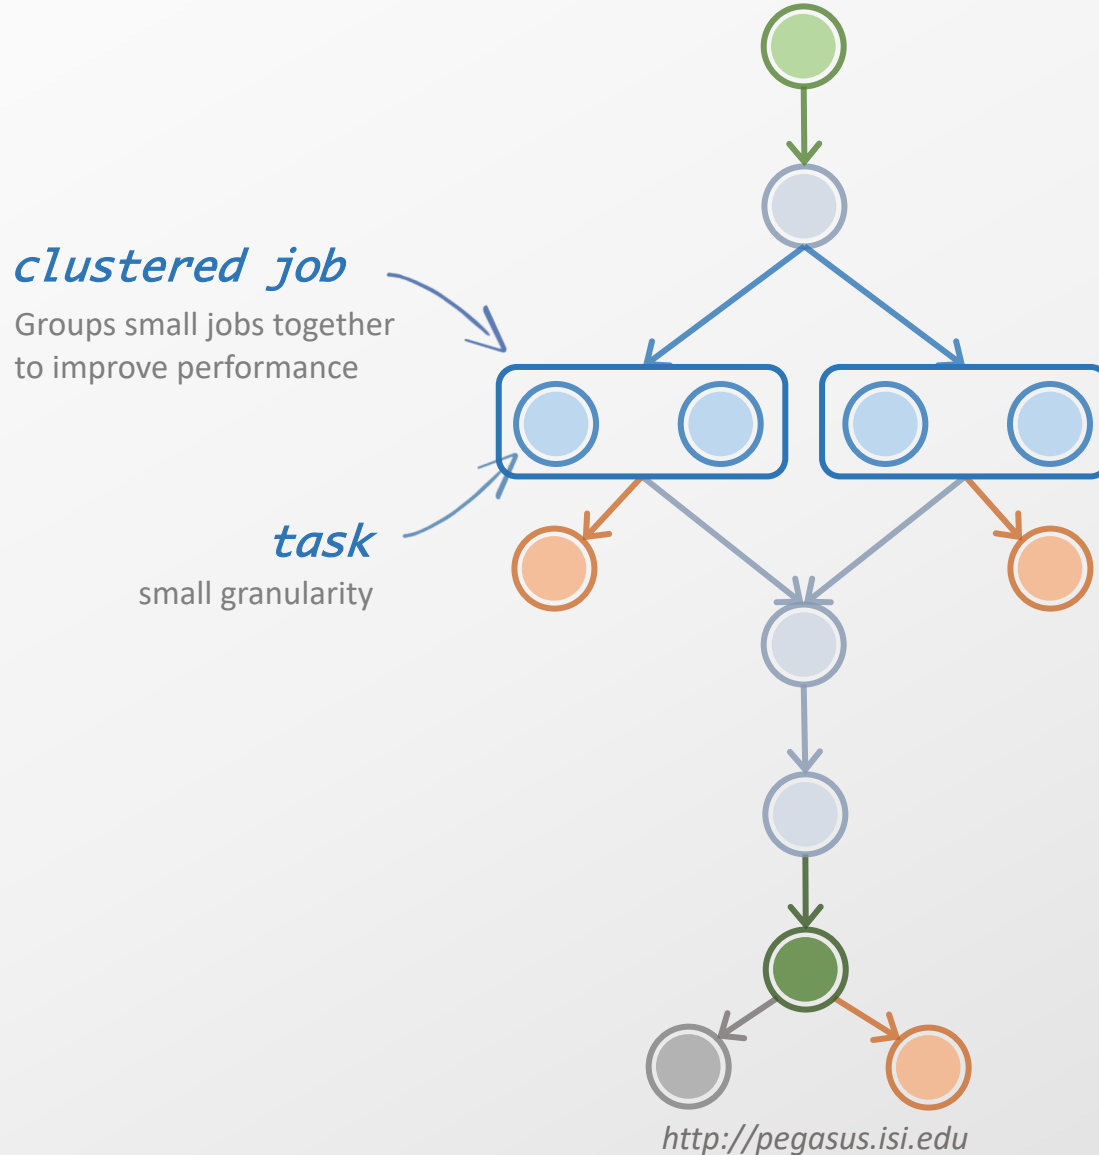 clustered job
Groups small jobs together
to improve performance
task
small granularity
http://pegasus.isi.edu